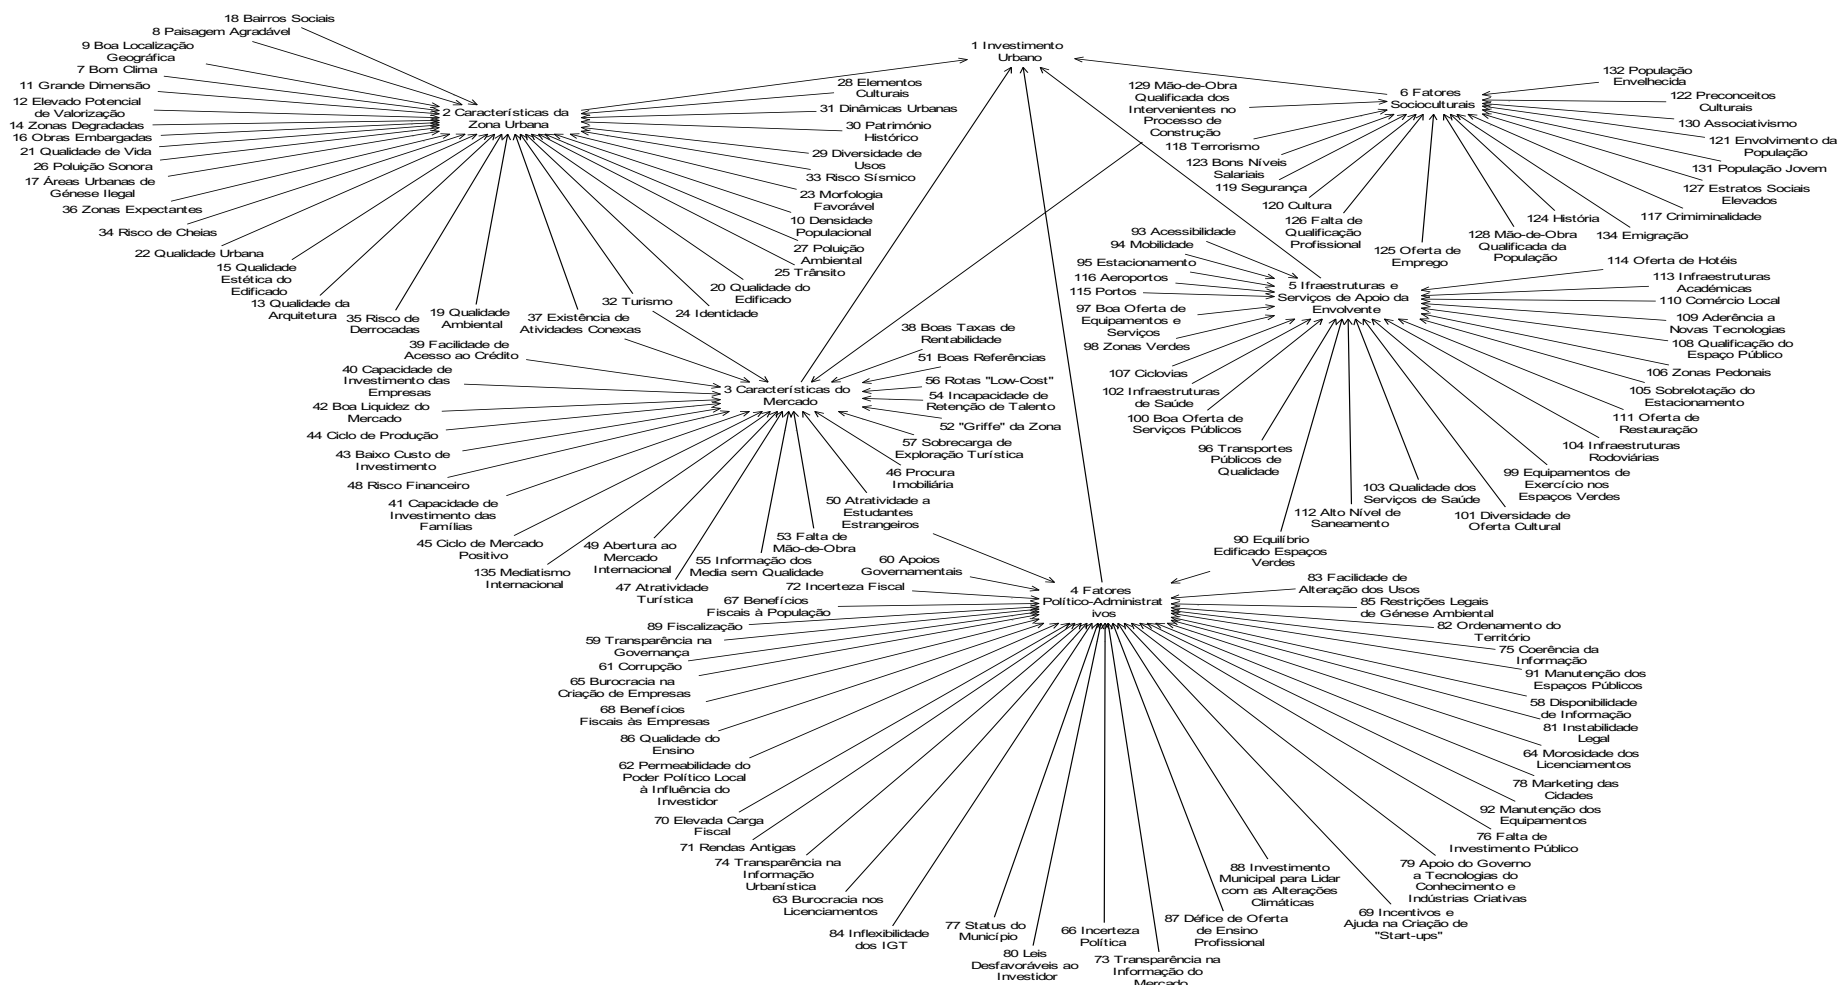 18 Bairros Sociais
8 Paisagem Agradável
9 Boa Localização
Geográfica
7 Bom Clima
11 Grande Dimensão
12 Elevado Potencial
de Valorização
14 Zonas Degradadas
16 Obras Embargadas
21 Qualidade de Vida
26 Poluição Sonora
17 Áreas Urbanas de
Génese Ilegal
36 Zonas Expectantes
34 Risco de Cheias
22 Qualidade Urbana
15 Qualidade
Estética do
Edificado
13 Qualidade da
Arquitetura
35 Risco de
Derrocadas
19 Qualidade
Ambiental
37 Existência de
Atividades Conexas
32 Turismo
24 Identidade
20 Qualidade do
Edificado
25 Trânsito
27 Poluição
Ambiental
10 Densidade
Populacional
23 Morfologia
Favorável
33 Risco Sísmico
29 Diversidade de
Usos
30 Património
Histórico
31 Dinâmicas Urbanas
28 Elementos
Culturais
2 Características da
Zona Urbana
1 Investimento
Urbano
129 Mão-de-Obra
Qualificada dos
Intervenientes no
Processo de
Construção
118 Terrorismo
123 Bons Níveis
Salariais
119 Segurança
120 Cultura
126 Falta de
Qualificação
Profissional
125 Oferta de
Emprego
128 Mão-de-Obra
Qualificada da
População
124 História
134 Emigração
117 Crimiminalidade
127 Estratos Sociais
Elevados
131 População Jovem
121 Envolvimento da
População
130 Associativismo
122 Preconceitos
Culturais
132 População
Envelhecida
6 Fatores
Socioculturais
93 Acessibilidade
94 Mobilidade
95 Estacionamento
116 Aeroportos
115 Portos
97 Boa Oferta de
Equipamentos e
Serviços
98 Zonas Verdes
107 Ciclovias
102 Infraestruturas
de Saúde
100 Boa Oferta de
Serviços Públicos
96 Transportes
Públicos de
Qualidade
90 Equilíbrio
Edificado Espaços
Verdes
112 Alto Nível de
Saneamento
103 Qualidade dos
Serviços de Saúde
101 Diversidade de
Oferta Cultural
99 Equipamentos de
Exercício nos
Espaços Verdes
104 Infraestruturas
Rodoviárias
111 Oferta de
Restauração
105 Sobrelotação do
Estacionamento
106 Zonas Pedonais
108 Qualificação do
Espaço Público
109 Aderência a
Novas Tecnologias
110 Comércio Local
113 Infraestruturas
Académicas
114 Oferta de Hotéis
5 Ifraestruturas e
Serviços de Apoio da
Envolvente
39 Facilidade de
Acesso ao Crédito
40 Capacidade de
Investimento das
Empresas
42 Boa Liquidez do
Mercado
44 Ciclo de Produção
43 Baixo Custo de
Investimento
48 Risco Financeiro
41 Capacidade de
Investimento das
Famílias
45 Ciclo de Mercado
Positivo
135 Mediatismo
Internacional
49 Abertura ao
Mercado
Internacional
47 Atratividade
Turística
55 Informação dos
Media sem Qualidade
53 Falta de
Mão-de-Obra
50 Atratividade a
Estudantes
Estrangeiros
46 Procura
Imobiliária
57 Sobrecarga de
Exploração Turística
52 "Griffe" da Zona
54 Incapacidade de
Retenção de Talento
56 Rotas "Low-Cost"
51 Boas Referências
38 Boas Taxas de
Rentabilidade
3 Características do
Mercado
60 Apoios
Governamentais
72 Incerteza Fiscal
67 Benefícios
Fiscais à População
89 Fiscalização
59 Transparência na
Governança
61 Corrupção
65 Burocracia na
Criação de Empresas
68 Benefícios
Fiscais às Empresas
86 Qualidade do
Ensino
62 Permeabilidade do
Poder Político Local
à Influência do
Investidor
70 Elevada Carga
Fiscal
71 Rendas Antigas
74 Transparência na
Informação
Urbanística
63 Burocracia nos
Licenciamentos
84 Inflexibilidade
dos IGT
77 Status do
Município
80 Leis
Desfavoráveis ao
Investidor
66 Incerteza
Política
73 Transparência na
Informação do
Mercado
87 Défice de Oferta
de Ensino
Profissional
88 Investimento
Municipal para Lidar
com as Alterações
Climáticas
69 Incentivos e
Ajuda na Criação de
"Start-ups"
79 Apoio do Governo
a Tecnologias do
Conhecimento e
Indústrias Criativas
76 Falta de
Investimento Público
92 Manutenção dos
Equipamentos
78 Marketing das
Cidades
64 Morosidade dos
Licenciamentos
81 Instabilidade
Legal
58 Disponibilidade
de Informação
91 Manutenção dos
Espaços Públicos
75 Coerência da
Informação
82 Ordenamento do
Território
85 Restrições Legais
de Génese Ambiental
83 Facilidade de
Alteração dos Usos
4 Fatores
Político-Administrat
ivos